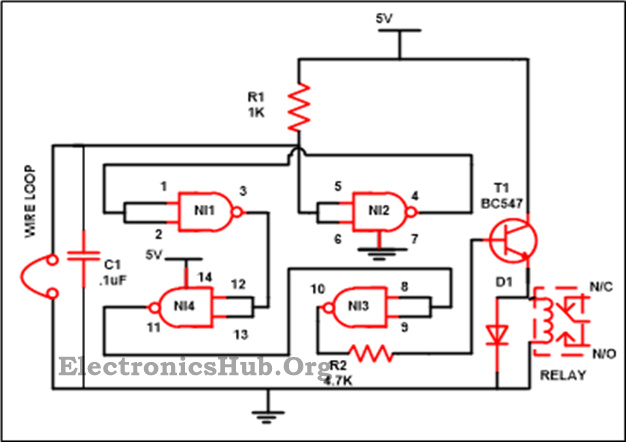 5V
R1
1K
WIRE LOOP
1
3
NI1
2
5
4
NI2
6
7
T1
BC547
C1
.1uF
5V
14
12
NI4
11
13
10
8
NI3
9
D1
N/C
N/O
RELAY
R2
4.7K
ElectronicsHub.Org